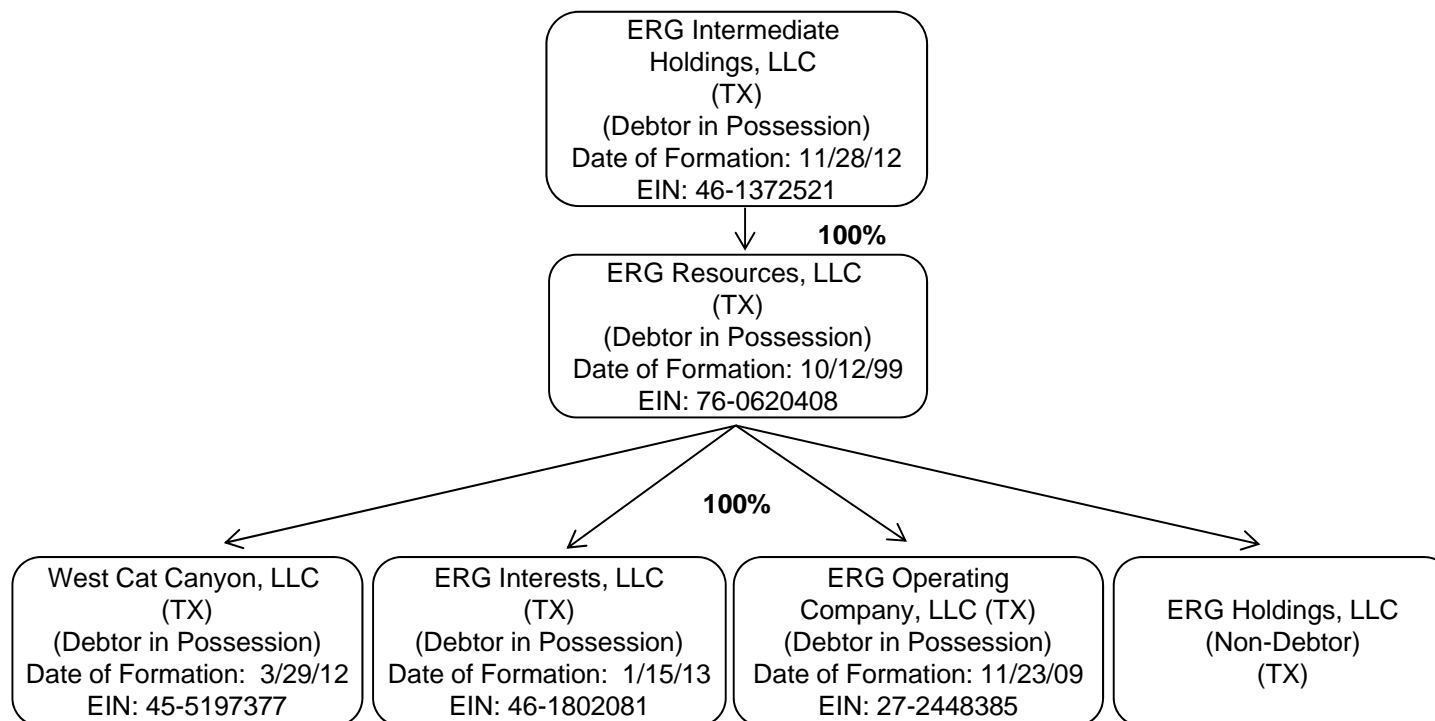 ERG Intermediate
Holdings, LLC
(TX)
(Debtor in Possession)
Date of Formation: 11/28/12
EIN: 46-1372521
100%
ERG Resources, LLC
(TX)
(Debtor in Possession)
Date of Formation: 10/12/99
EIN: 76-0620408
100%
West Cat Canyon, LLC
(TX)
(Debtor in Possession)
Date of Formation: 3/29/12
EIN: 45-5197377
ERG Interests, LLC
(TX)
(Debtor in Possession)
Date of Formation: 1/15/13
EIN: 46-1802081
ERG Operating
Company, LLC (TX)
(Debtor in Possession)
Date of Formation: 11/23/09
EIN: 27-2448385
ERG Holdings, LLC
(Non-Debtor)
(TX)